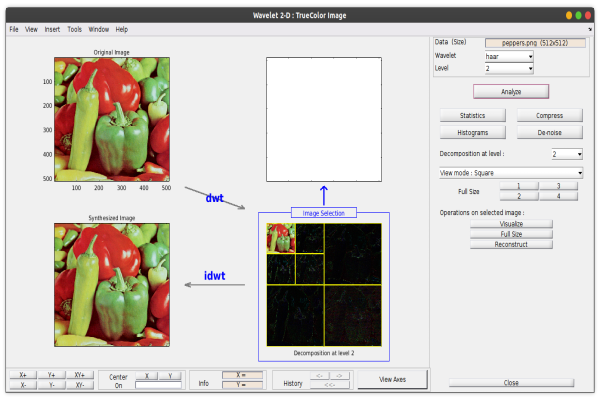 Wavelet 2-D : TrueColor Image
File View Insert Tools Window Help
Original Image
100
200
300
400
500
100 200 300 400 500
dwt
Synthesized Image
idwt
Image Selection
Decomposition at level 2
Data (Size) peppers.png (512x512)
Wavelet haar
Level 2
Analyze
Statistics Compress
Histograms De-noise
Decomposition at level : 2
View mode : Square
Full Size 1 3
2 4
Operations on selected image :
Visualize
Full Size
Reconstruct
X+ Y+ XY+
X- Y- XY-
Center On X Y
Info X =
Y =
History <- ->
<<-
View Axes
Close